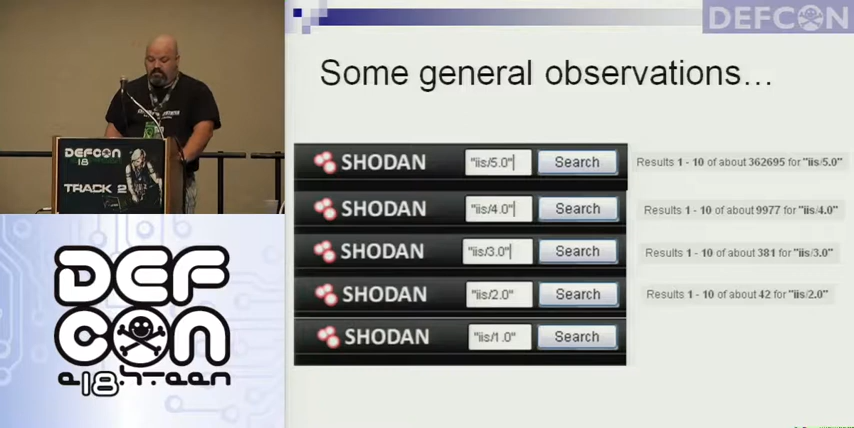 DEFCON
Some general observations...
SHODAN "iis/5.0" Search Results 1 - 10 of about 362695 for "iis/5.0"
SHODAN "iis/4.0" Search Results 1 - 10 of about 9977 for "iis/4.0"
SHODAN "iis/3.0" Search Results 1 - 10 of about 381 for "iis/3.0"
SHODAN "iis/2.0" Search Results 1 - 10 of about 42 for "iis/2.0"
SHODAN "iis/1.0" Search
DEFCON
18
TRACK 2
DEF
CON
e18hteen